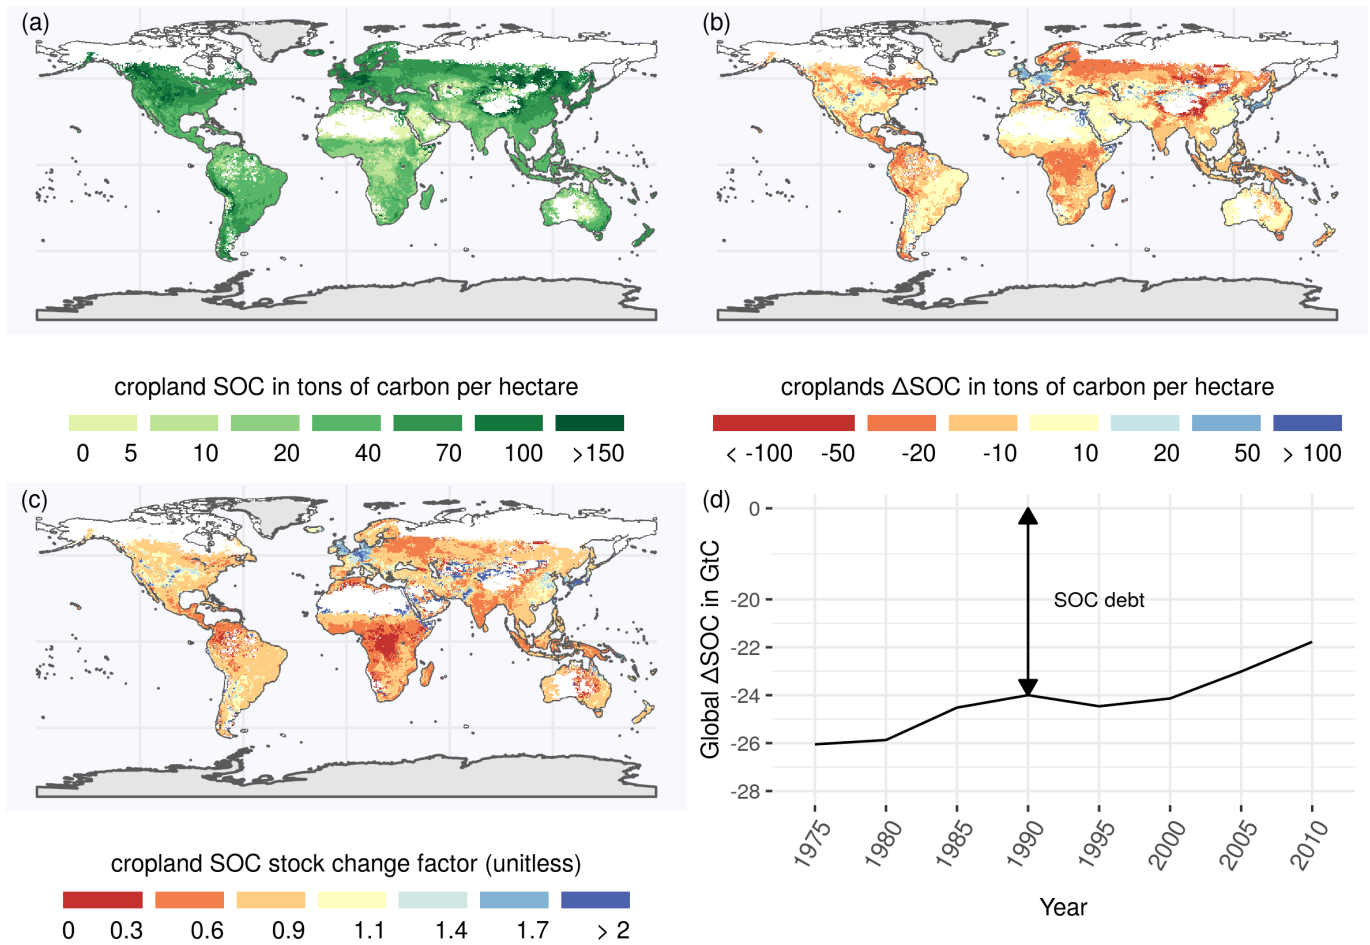 (a)
(b)
cropland SOC in tons of carbon per hectare
0 5 10 20 40 70 100 >150
croplands ΔSOC in tons of carbon per hectare
< -100 -50 -20 -10 10 20 50 > 100
(c)
cropland SOC stock change factor (unitless)
0 0.3 0.6 0.9 1.1 1.4 1.7 > 2
(d)
Global ΔSOC in GtC
0
-20
-22
-24
-26
-28
SOC debt
1975 1980 1985 1990 1995 2000 2005 2010
Year